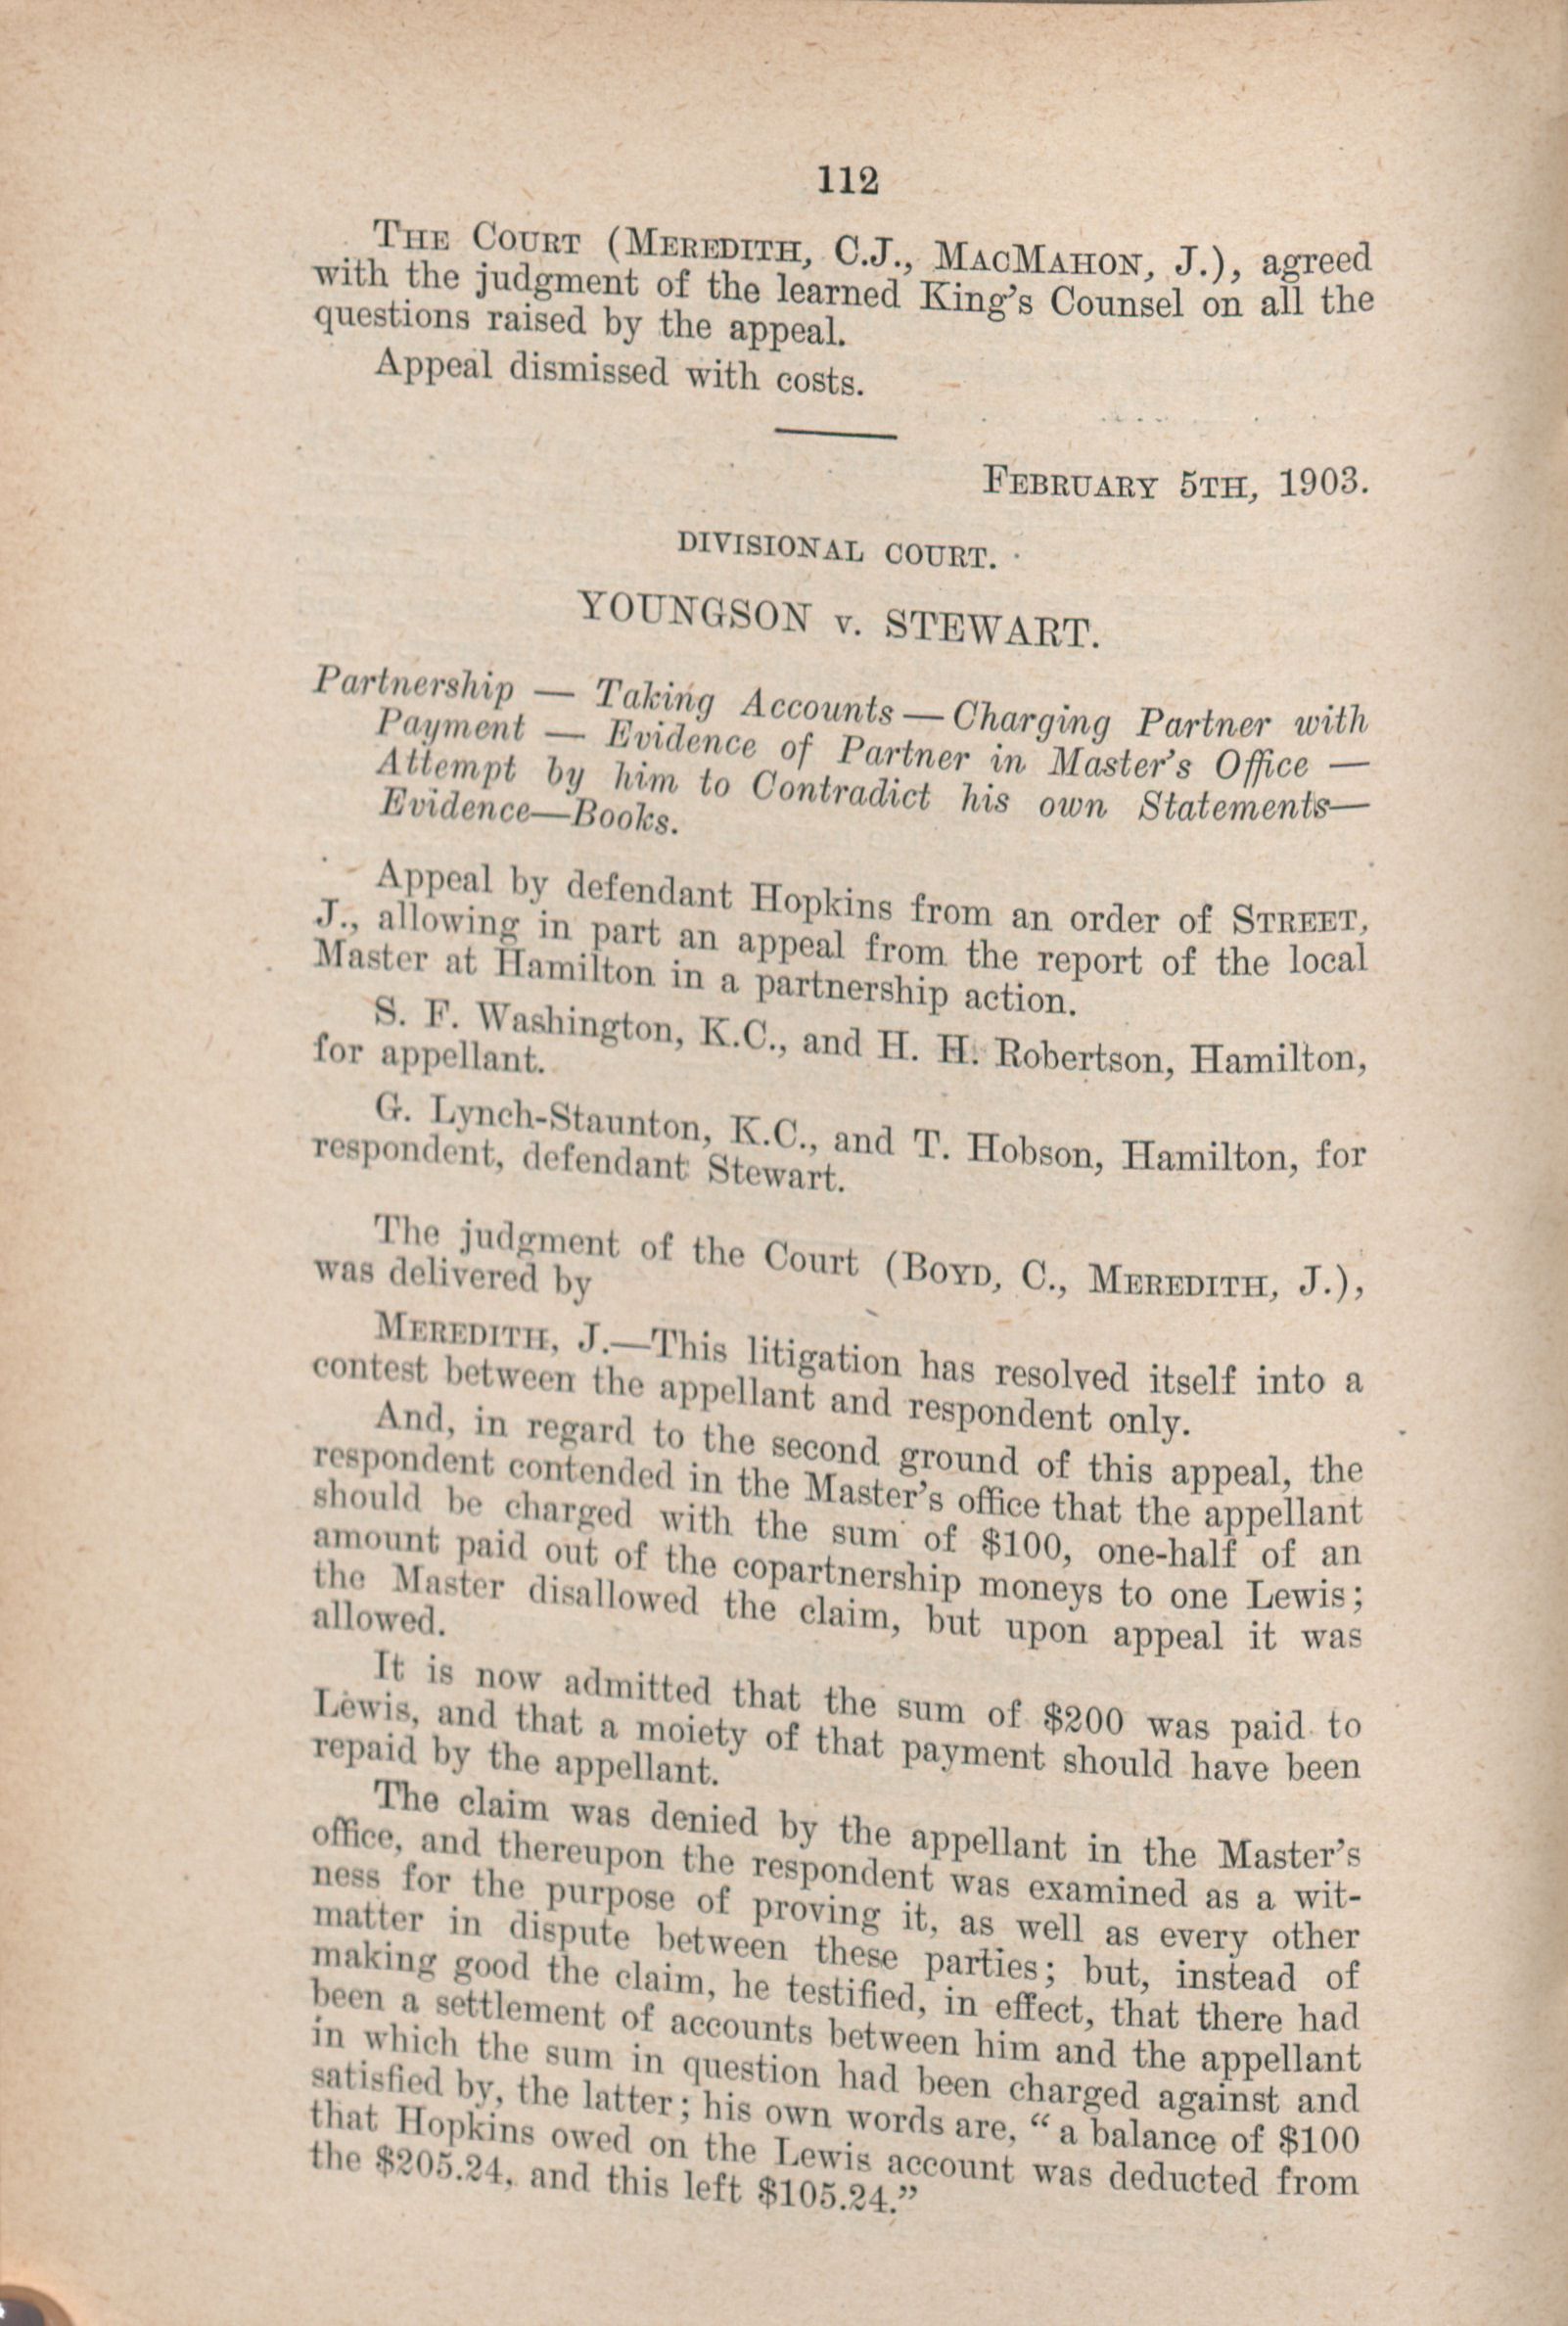 112
THE COURT (MEREDITH, C.J., MACMAHON, J.), agreed
with the judgment of the learned King's Counsel on all the
questions raised by the appeal.
Appeal dismissed with costs.
FEBRUARY 5TH, 1903.
DIVISIONAL COURT.
YOUNGSON v. STEWART.
Partnership — Taking Accounts — Charging Partner with
Payment — Evidence of Partner in Master's Office —
Attempt by him to Contradict his own Statements—
Evidence—Books.
Appeal by defendant Hopkins from an order of STREET,
J., allowing in part an appeal from the report of the local
Master at Hamilton in a partnership action.
S. F. Washington, K.C., and H. H. Robertson, Hamilton,
for appellant.
G. Lynch-Staunton, K.C., and T. Hobson, Hamilton, for
respondent, defendant Stewart.
The judgment of the Court (BOYD, C., MEREDITH, J.),
was delivered by
MEREDITH, J.—This litigation has resolved itself into a
contest between the appellant and respondent only.
And, in regard to the second ground of this appeal, the
respondent contended in the Master's office that the appellant
should be charged with the sum of $100, one-half of an
amount paid out of the copartnership moneys to one Lewis;
the Master disallowed the claim, but upon appeal it was
allowed.
It is now admitted that the sum of $200 was paid to
Lewis, and that a moiety of that payment should have been
repaid by the appellant.
The claim was denied by the appellant in the Master's
office, and thereupon the respondent was examined as a wit-
ness for the purpose of proving it, as well as every other
matter in dispute between these parties; but, instead of
making good the claim, he testified, in effect, that there had
been a settlement of accounts between him and the appellant
in which the sum in question had been charged against and
satisfied by, the latter; his own words are, "a balance of $100
that Hopkins owed on the Lewis account was deducted from
the $205.24, and this left $105.24."